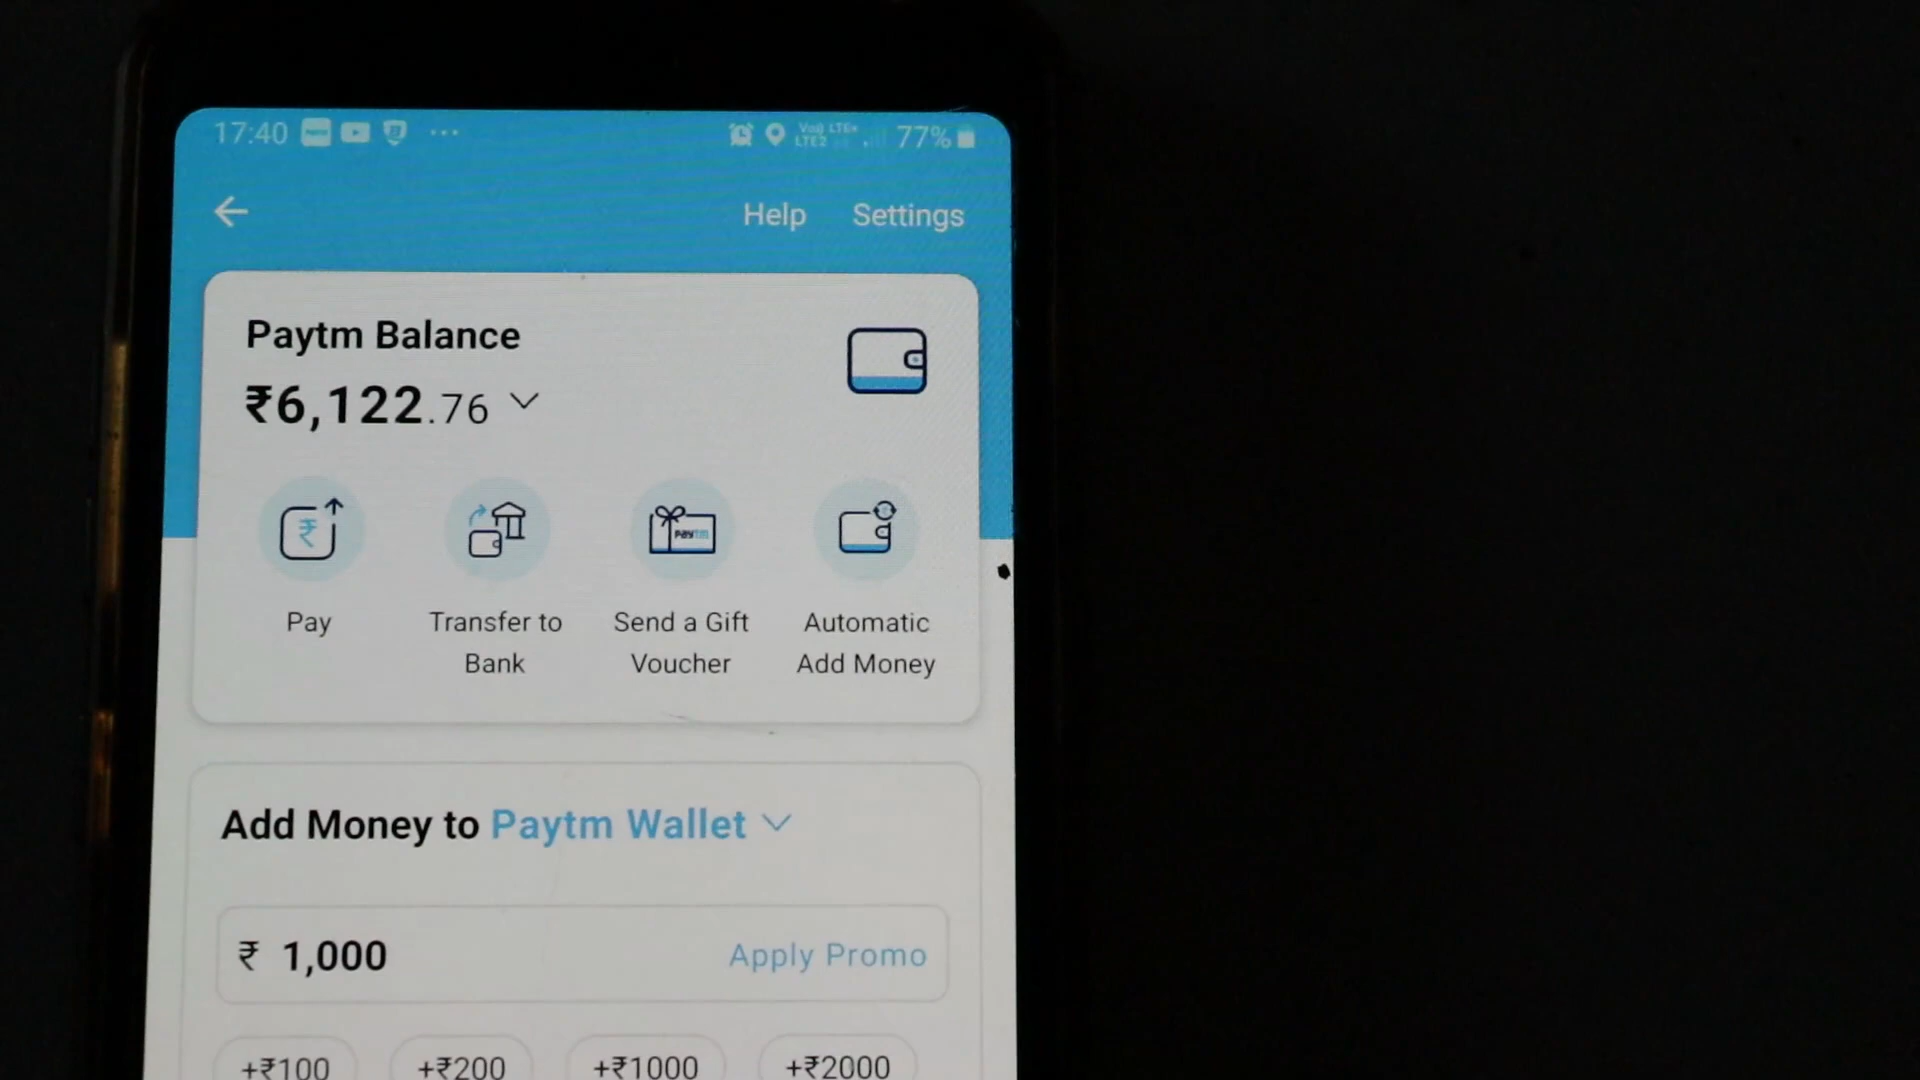 17:40 77%
Help Settings
Paytm Balance
₹6,122.76
Paytm
Pay Transfer to Bank Send a Gift Voucher Automatic Add Money
Add Money to Paytm Wallet
₹ 1,000 Apply Promo
+₹100 +₹200 +₹1000 +₹2000